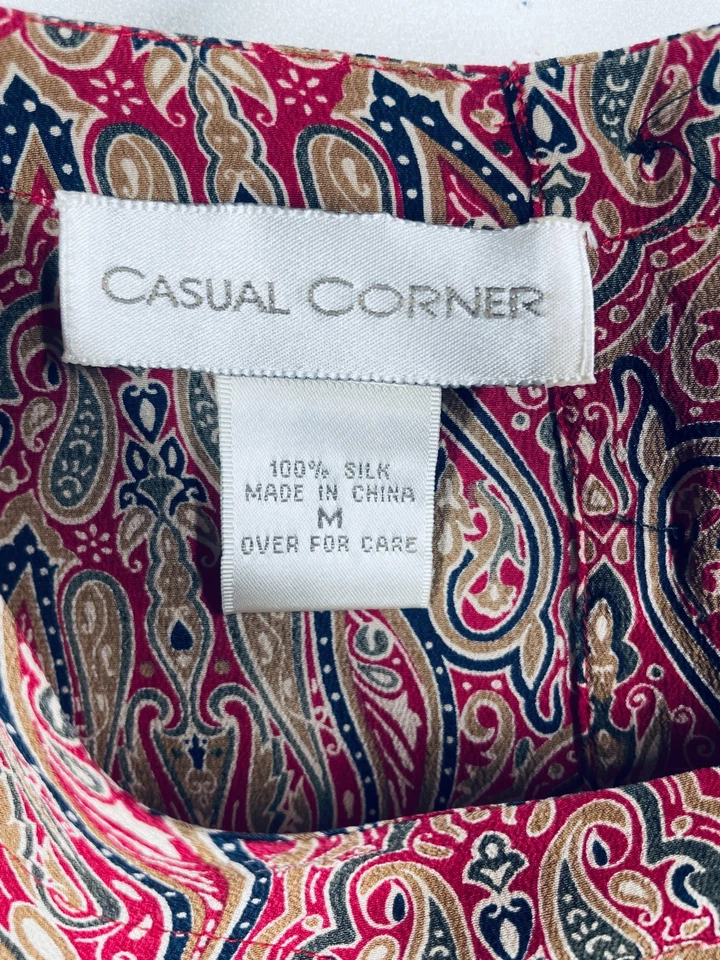 CASUAL CORNER
100% SILK
MADE IN CHINA
M
OVER FOR CARE